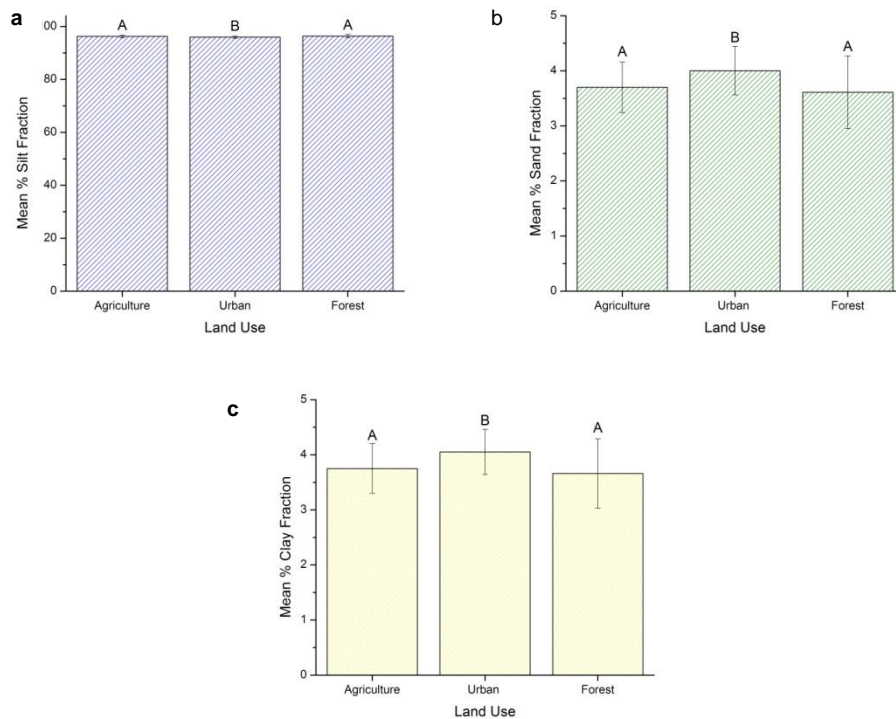 a
Mean % Silt Fraction
00
80
60
40
20
0
A
B
A
Agriculture
Urban
Forest
Land Use
b
Mean % Sand Fraction
5
4
3
2
1
0
A
B
A
Agriculture
Urban
Forest
Land Use
c
Mean % Clay Fraction
5
4
3
2
1
0
A
B
A
Agriculture
Urban
Forest
Land Use